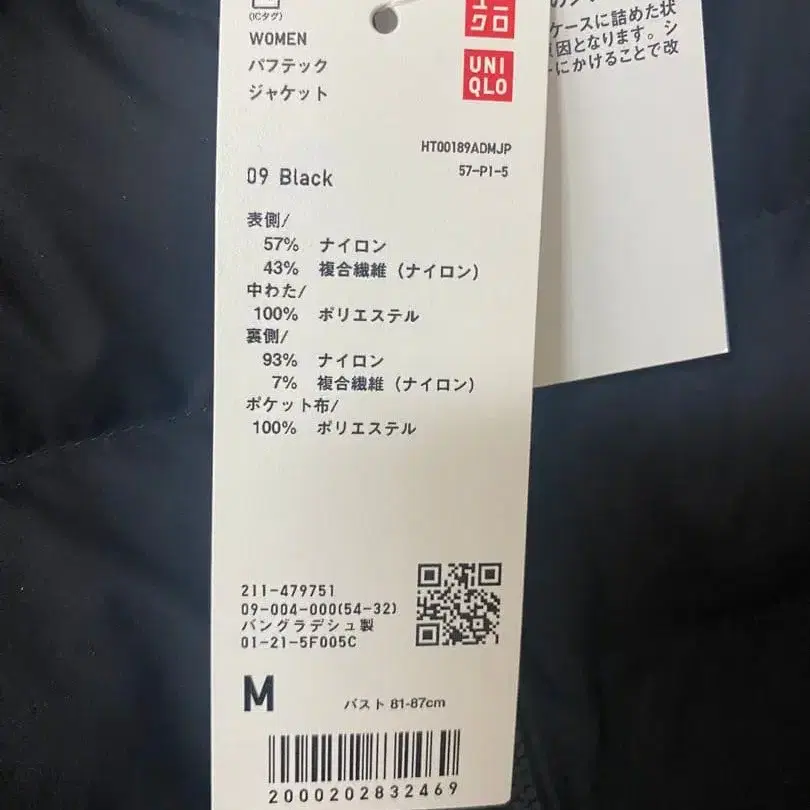 (ICタグ)
WOMEN
パフテック
ジャケット
ユニ
クロ
UNI
QLO
HT00189ADMJP
57-P1-5
09 Black
表側/
57% ナイロン
43% 複合繊維（ナイロン）
中わた/
100% ポリエステル
裏側/
93% ナイロン
7% 複合繊維（ナイロン）
ポケット布/
100% ポリエステル
211-479751
09-004-000(54-32)
バングラデシュ製
01-21-5F005C
M バスト 81-87cm
2000202832469
ケースに詰めた状
因となります。シ
にかけることで改